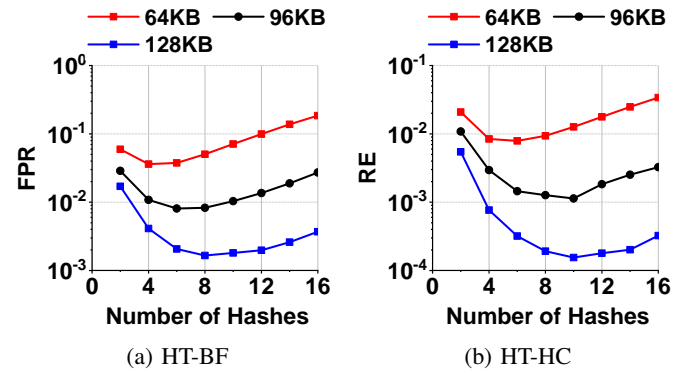 64KB 96KB
128KB
FPR
10^0
10^-1
10^-2
10^-3
0 4 8 12 16
Number of Hashes
(a) HT-BF
64KB 96KB
128KB
RE
10^-1
10^-2
10^-3
10^-4
0 4 8 12 16
Number of Hashes
(b) HT-HC